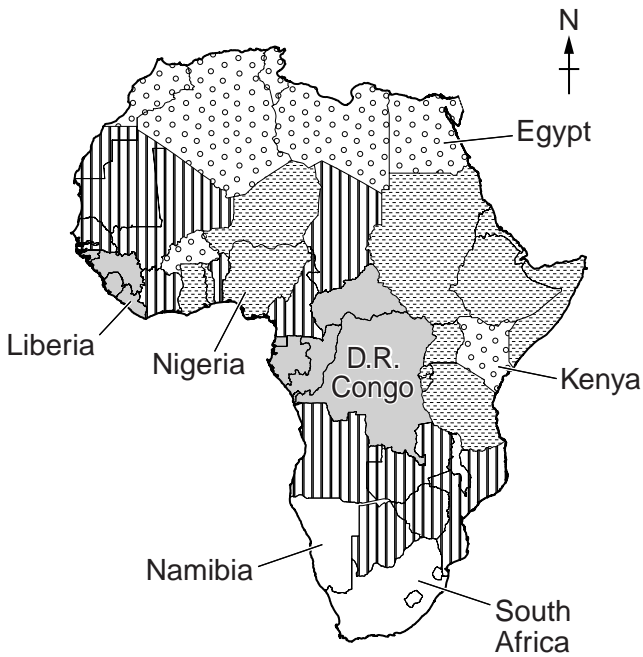 N
Egypt
Liberia
Nigeria
D.R.
Congo
Kenya
Namibia
South
Africa